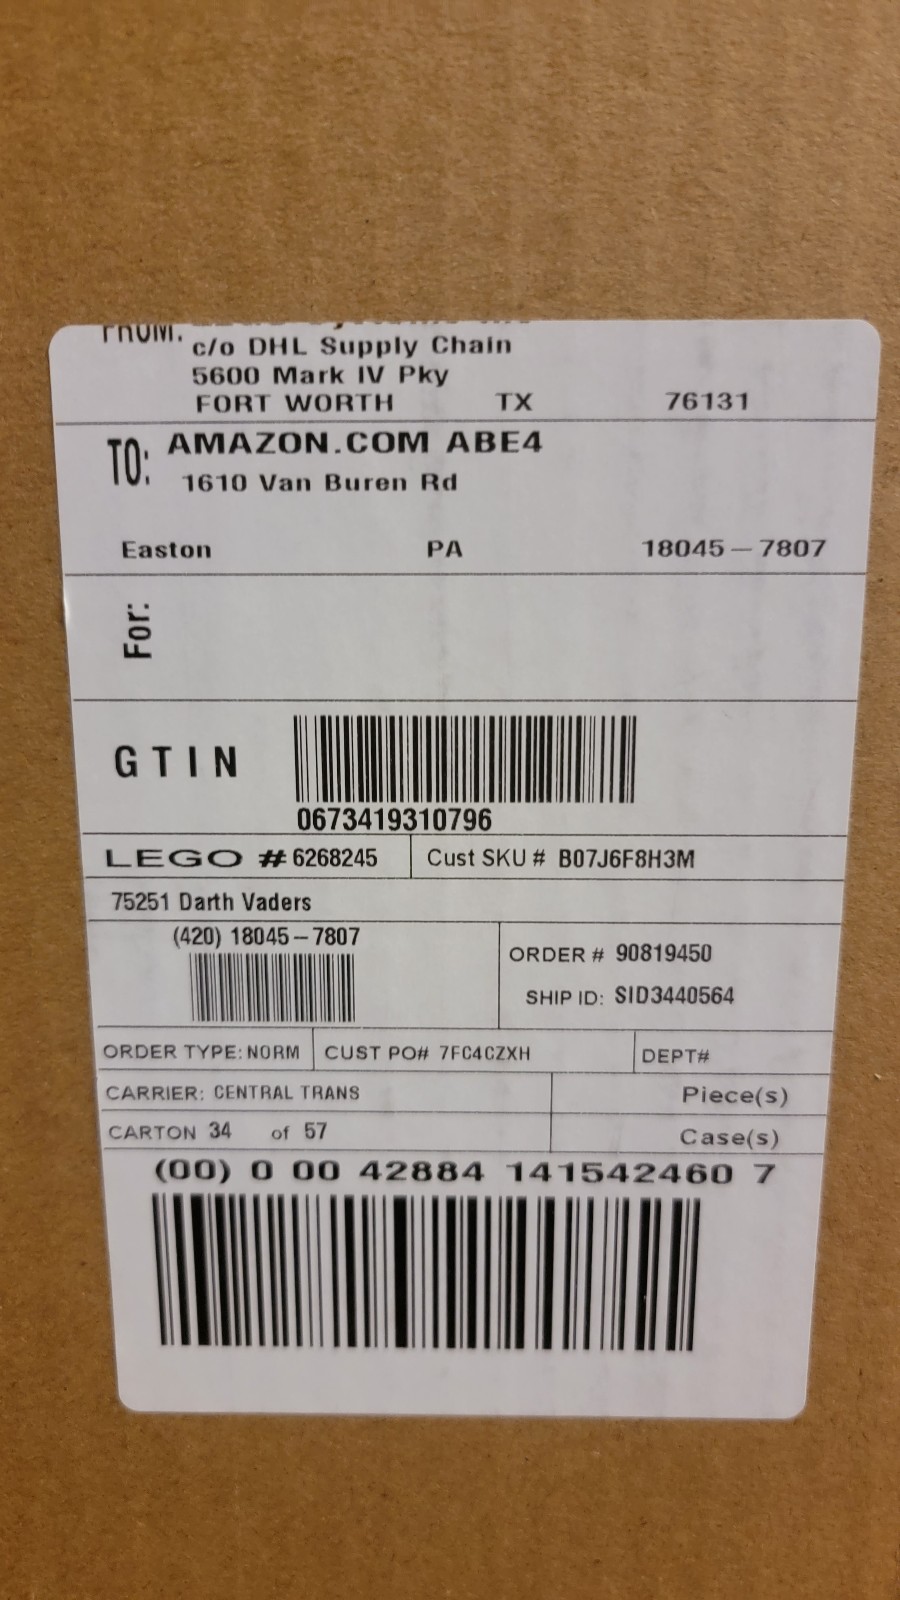 FROM:
c/o DHL Supply Chain
5600 Mark IV Pky
FORT WORTH TX 76131
TO: AMAZON.COM ABE4
1610 Van Buren Rd
Easton PA 18045-7807
For:
GTIN
0673419310796
LEGO # 6268245 Cust SKU # B07J6F8H3M
75251 Darth Vaders
(420) 18045-7807
ORDER # 90819450
SHIP ID: SID3440564
ORDER TYPE: NORM CUST PO# 7FC4CZXH DEPT#
CARRIER: CENTRAL TRANS Piece(s)
CARTON 34 of 57 Case(s)
(00) 0 00 42884 141542460 7